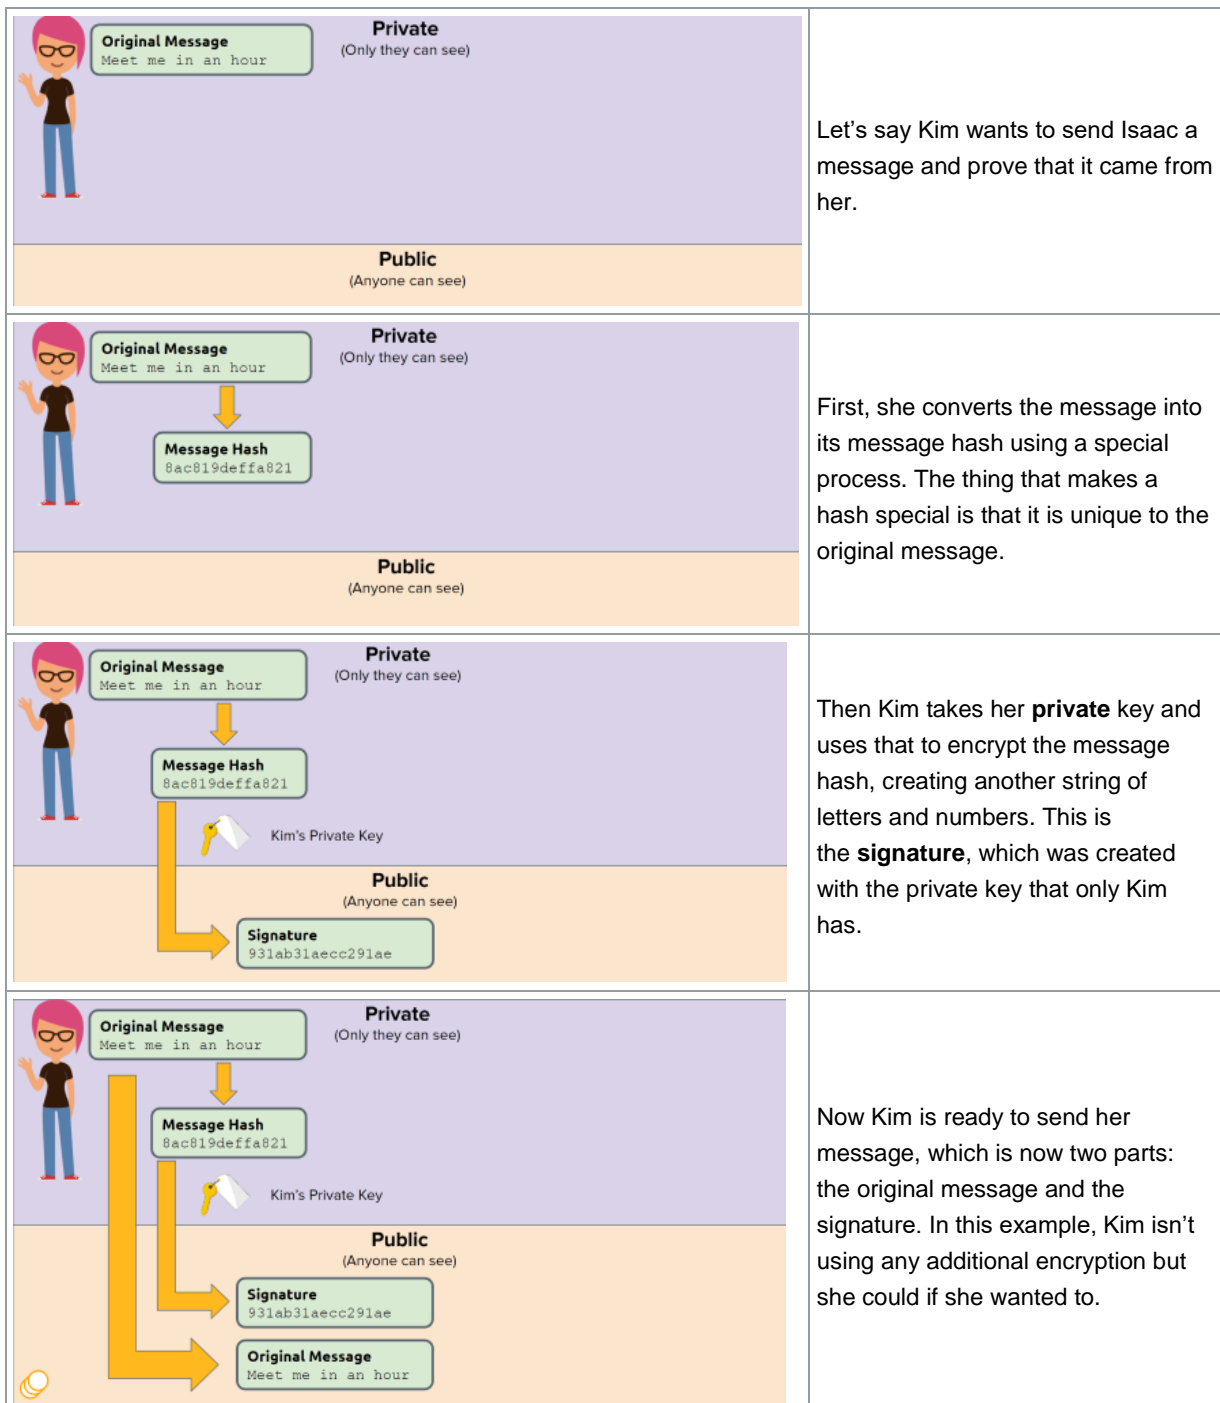 Original Message
Meet me in an hour
Private
(Only they can see)
Public
(Anyone can see)
Let’s say Kim wants to send Isaac a
message and prove that it came from
her.
Original Message
Meet me in an hour
Private
(Only they can see)
Message Hash
8ac819deffa821
Public
(Anyone can see)
First, she converts the message into
its message hash using a special
process. The thing that makes a
hash special is that it is unique to the
original message.
Original Message
Meet me in an hour
Private
(Only they can see)
Message Hash
8ac819deffa821
Kim's Private Key
Public
(Anyone can see)
Signature
931ab31aecc291ae
Then Kim takes her private key and
uses that to encrypt the message
hash, creating another string of
letters and numbers. This is
the signature, which was created
with the private key that only Kim
has.
Original Message
Meet me in an hour
Private
(Only they can see)
Message Hash
8ac819deffa821
Kim's Private Key
Public
(Anyone can see)
Signature
931ab31aecc291ae
Original Message
Meet me in an hour
Now Kim is ready to send her
message, which is now two parts:
the original message and the
signature. In this example, Kim isn’t
using any additional encryption but
she could if she wanted to.